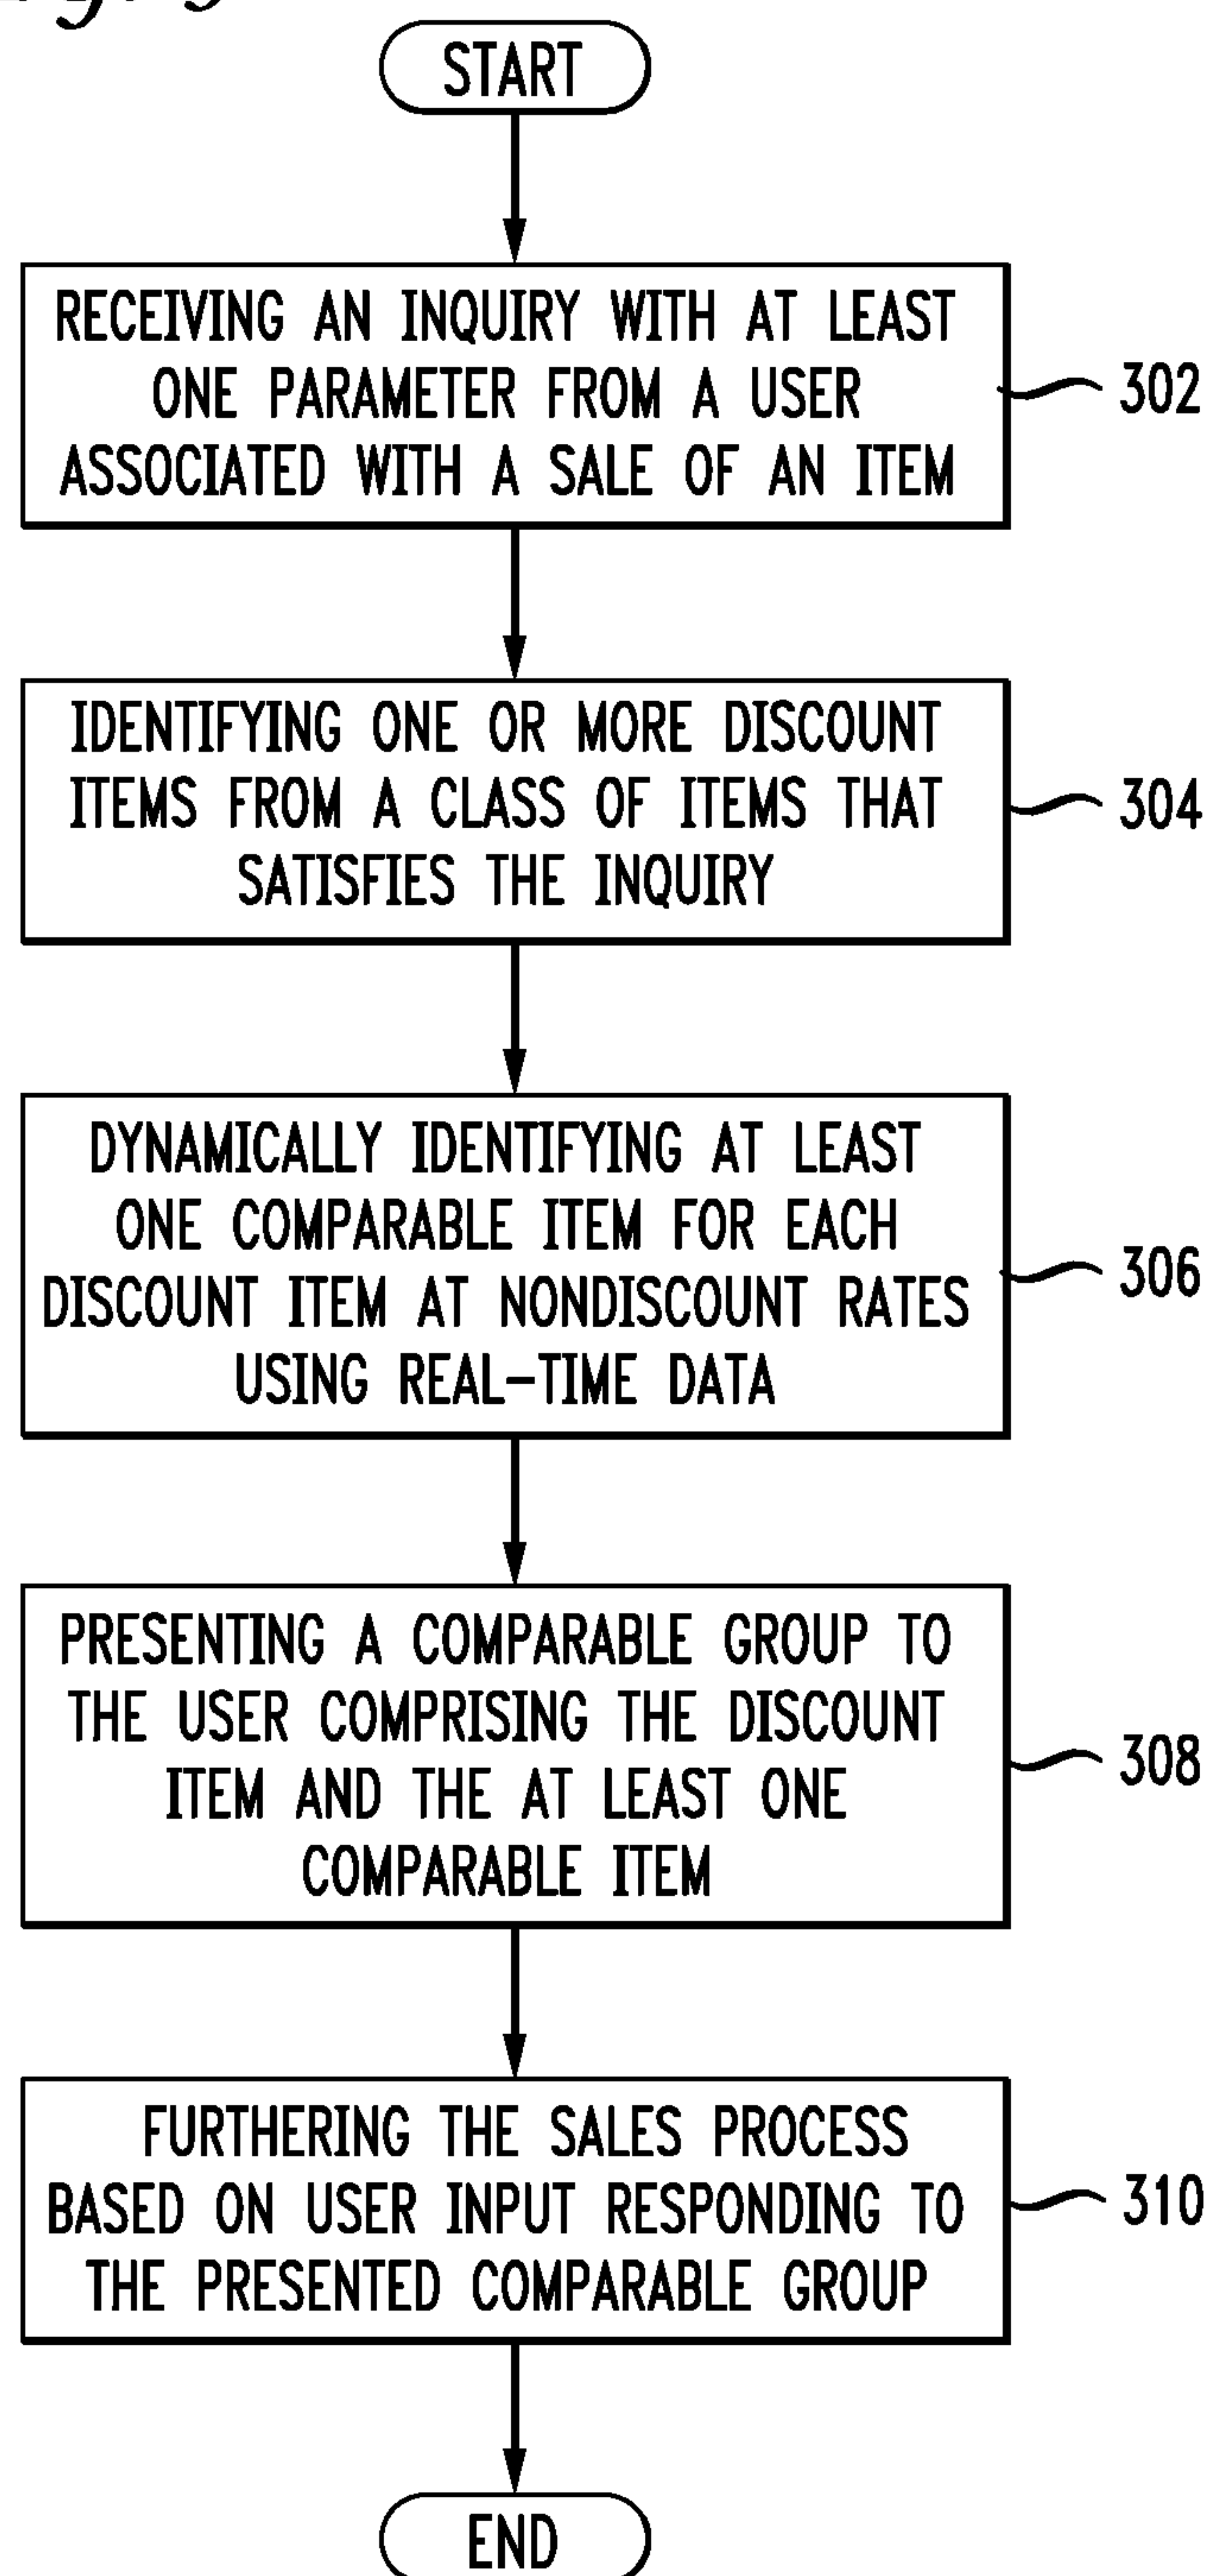 START
RECEIVING AN INQUIRY WITH AT LEAST
ONE PARAMETER FROM A USER
ASSOCIATED WITH A SALE OF AN ITEM
302
IDENTIFYING ONE OR MORE DISCOUNT
ITEMS FROM A CLASS OF ITEMS THAT
SATISFIES THE INQUIRY
304
DYNAMICALLY IDENTIFYING AT LEAST
ONE COMPARABLE ITEM FOR EACH
DISCOUNT ITEM AT NONDISCOUNT RATES
USING REAL-TIME DATA
306
PRESENTING A COMPARABLE GROUP TO
THE USER COMPRISING THE DISCOUNT
ITEM AND THE AT LEAST ONE
COMPARABLE ITEM
308
FURTHERING THE SALES PROCESS
BASED ON USER INPUT RESPONDING TO
THE PRESENTED COMPARABLE GROUP
310
END